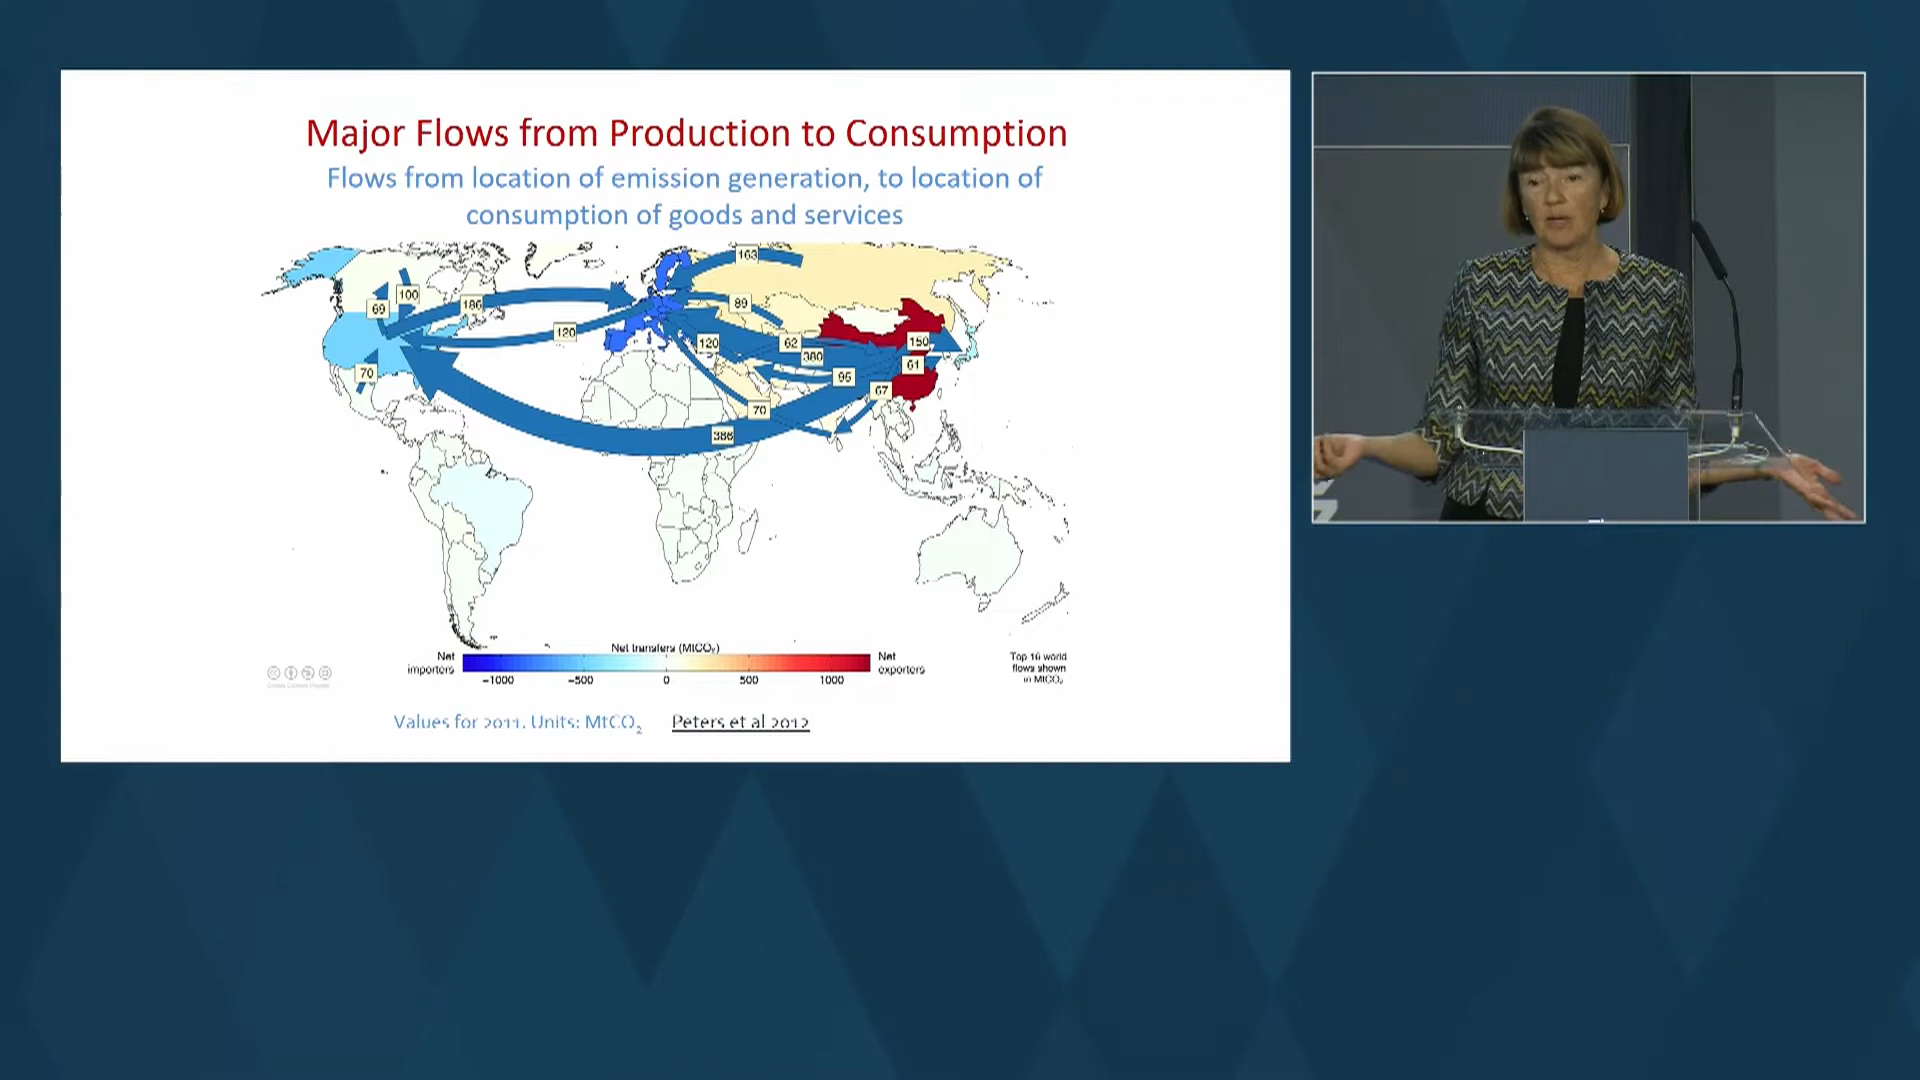 Major Flows from Production to Consumption
Flows from location of emission generation, to location of
consumption of goods and services
163
100
69
186
89
120
120
62
150
380
61
70
95
67
70
386
Net transfers (MtCO₂)
Net
importers
Net
exporters
−1000
−500
0
500
1000
Top 16 world
flows shown
in MtCO₂
Values for 2011. Units: MtCO₂
Peters et al 2012